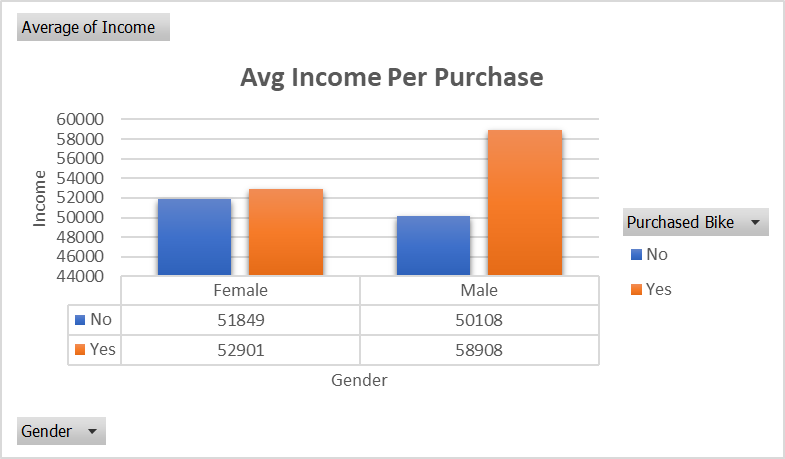 Average of Income
Avg Income Per Purchase
Income
60000
58000
56000
54000
52000
50000
48000
46000
44000
Female Male
No 51849 50108
Yes 52901 58908
Gender
Purchased Bike
No
Yes
Gender